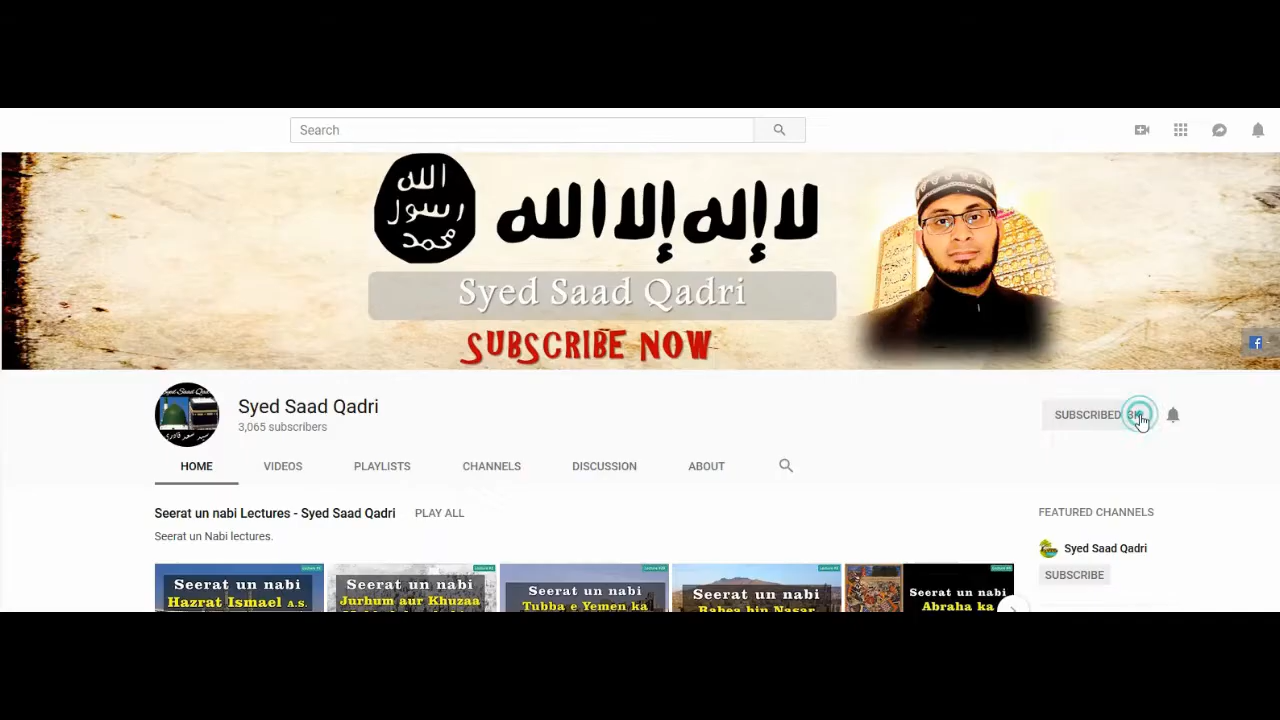 Search
الله
رسول
محمد
لا إله إلا الله
Syed Saad Qadri
SUBSCRIBE NOW
Syed Saad Qadri
3,065 subscribers
SUBSCRIBED
HOME
VIDEOS
PLAYLISTS
CHANNELS
DISCUSSION
ABOUT
Seerat un nabi Lectures - Syed Saad Qadri
PLAY ALL
Seerat un Nabi lectures.
FEATURED CHANNELS
Syed Saad Qadri
SUBSCRIBE
Seerat un nabi
Hazrat Ismael A.S.
Seerat un nabi
Jurhum aur Khuzaa
Seerat un nabi
Tubba e Yemen ka
Seerat un nabi
Rabea bin Nasar
Seerat un nabi
Abraha ka